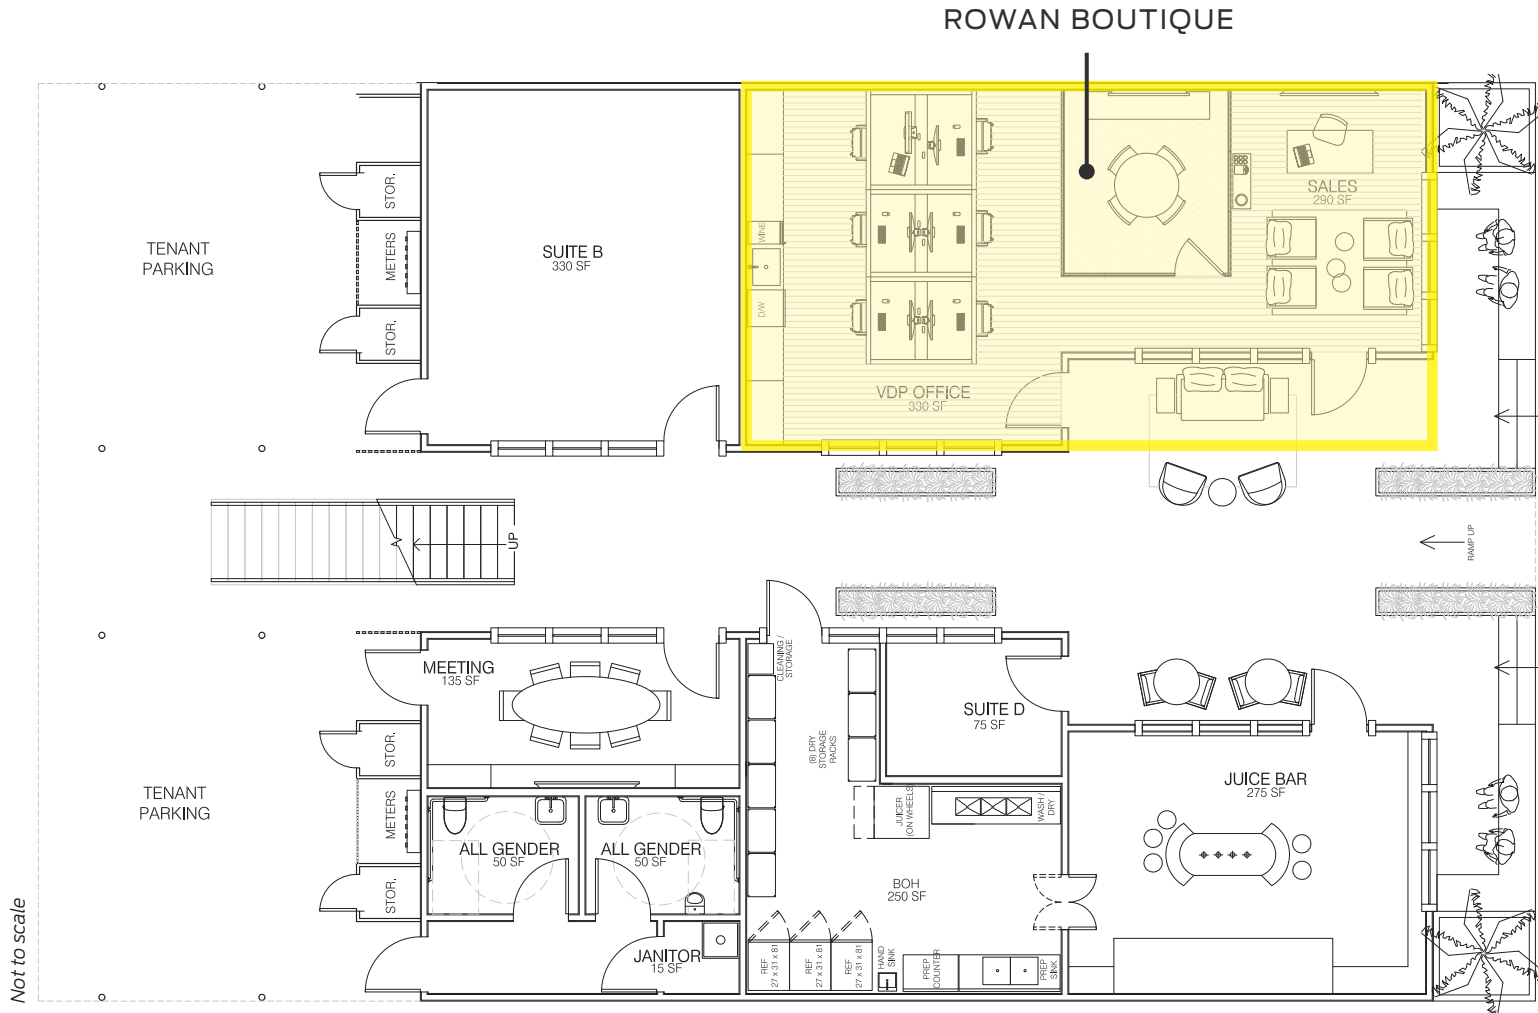 ROWAN BOUTIQUE
STOR.
METERS
STOR.
TENANT
PARKING
SUITE B
330 SF
WINE
D/W
VDP OFFICE
330 SF
SALES
290 SF
UP
RAMP UP
MEETING
135 SF
CLEANING /
STORAGE
(8) DRY
STORAGE
RACKS
SUITE D
75 SF
STOR.
METERS
STOR.
TENANT
PARKING
ALL GENDER
50 SF
ALL GENDER
50 SF
JUICER
(ON WHEELS)
WASH /
DRY
JUICE BAR
275 SF
BOH
250 SF
JANITOR
15 SF
REF
27 x 31 x 81
REF
27 x 31 x 81
REF
27 x 31 x 81
HAND
SINK
PREP
COUNTER
PREP
SINK
Not to scale